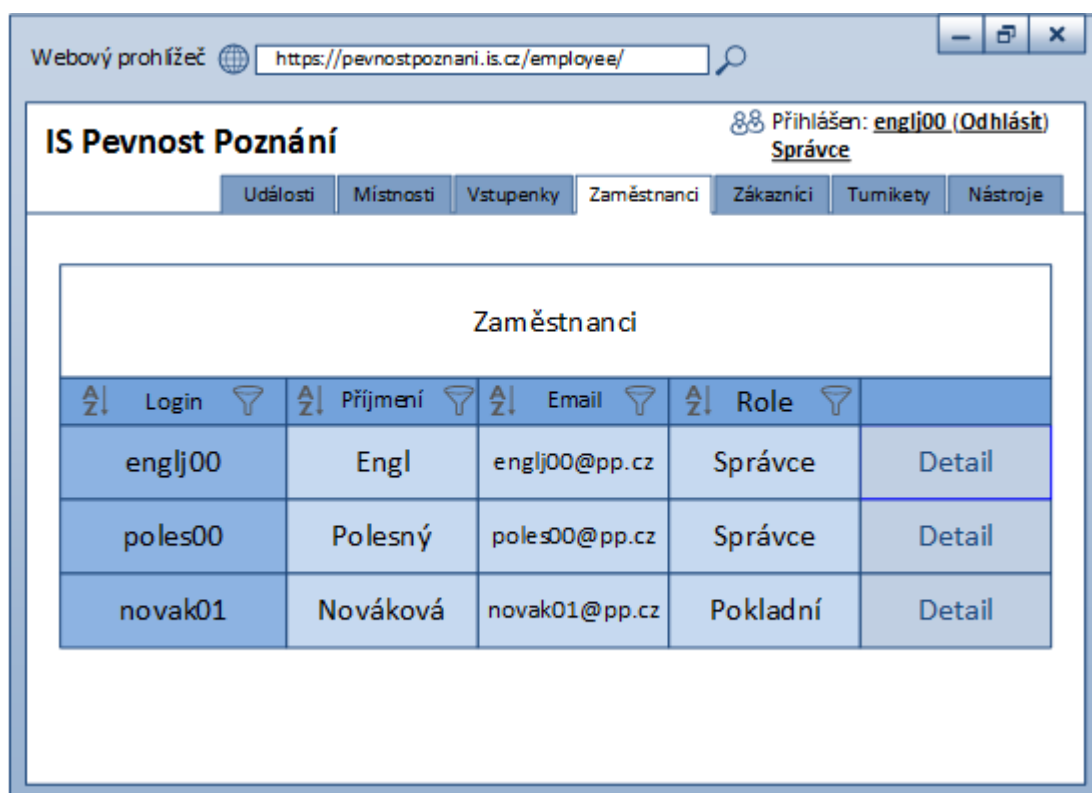 Webový prohlížeč https://pevnostpoznani.is.cz/employee/
IS Pevnost Poznání
Přihlášen: englj00 (Odhlásit)
Správce
Události Místnosti Vstupenky Zaměstnanci Zákazníci Turnikety Nástroje
Zaměstnanci
Login Příjmení Email Role
englj00 Engl englj00@pp.cz Správce Detail
poles00 Polesný poles00@pp.cz Správce Detail
novak01 Nováková novak01@pp.cz Pokladní Detail